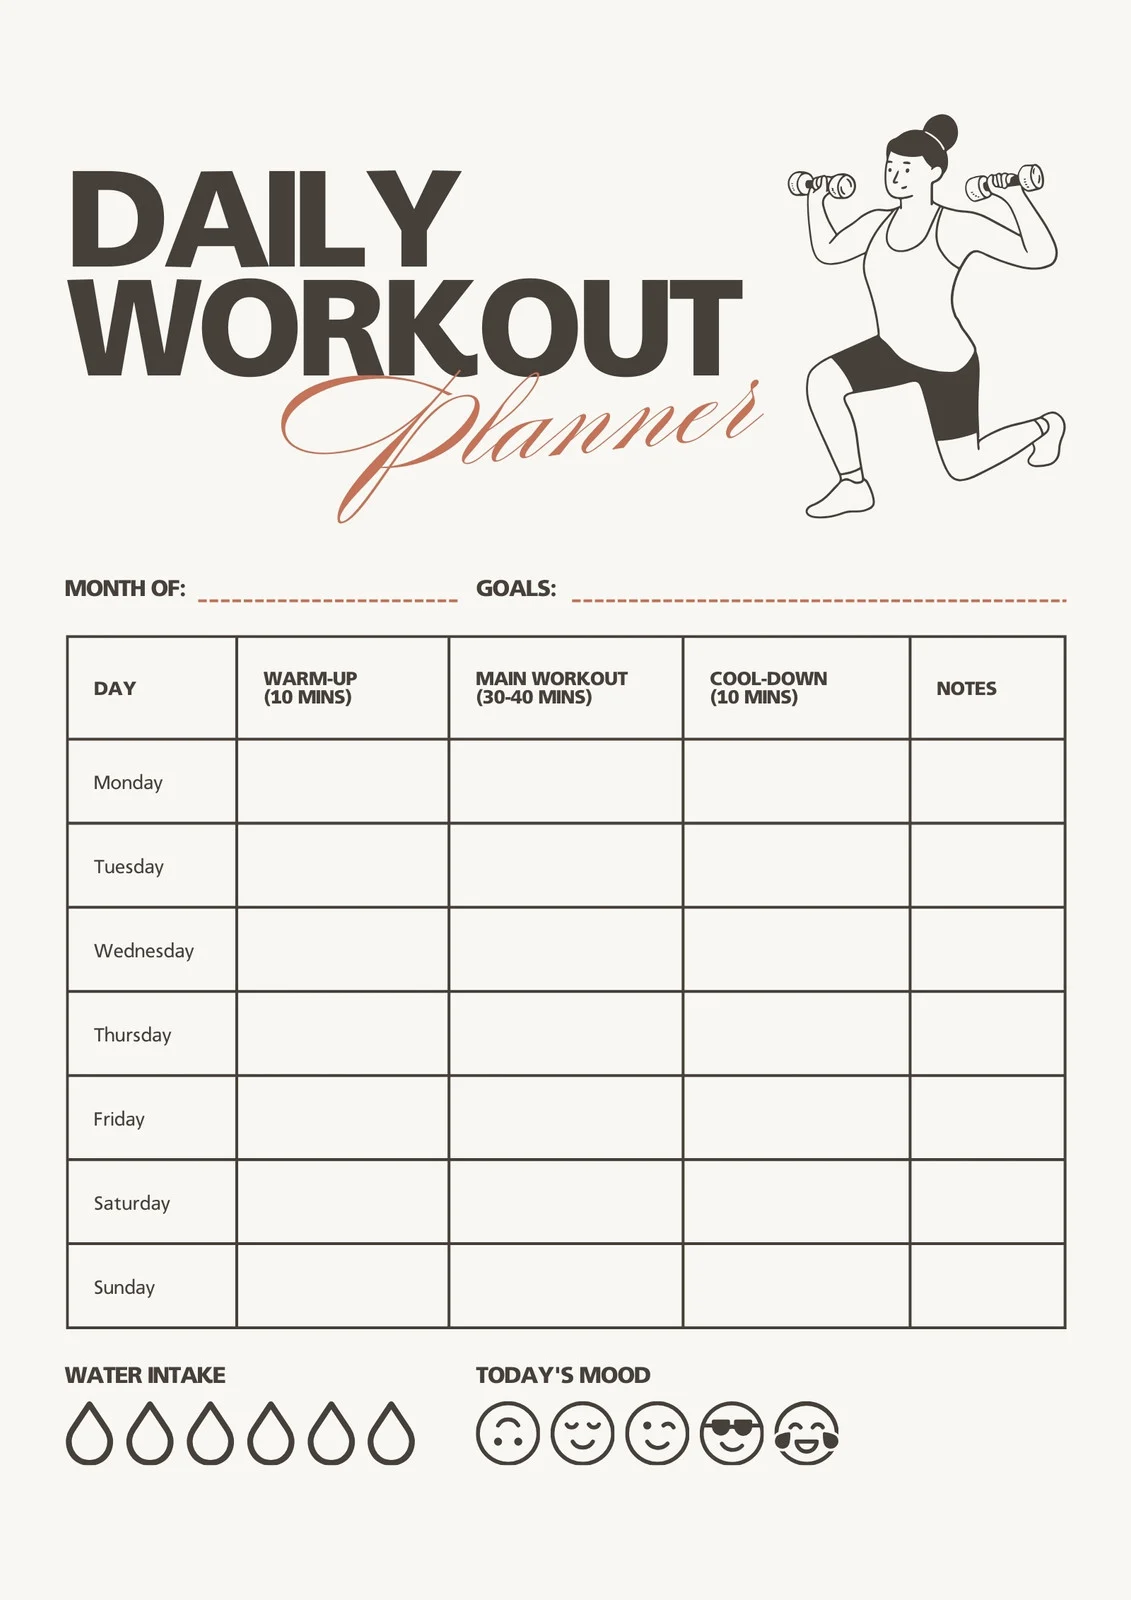 DAILY
WORKOUT
Planner
MONTH OF: GOALS:
DAY
WARM-UP
(10 MINS)
MAIN WORKOUT
(30-40 MINS)
COOL-DOWN
(10 MINS)
NOTES
Monday
Tuesday
Wednesday
Thursday
Friday
Saturday
Sunday
WATER INTAKE
TODAY'S MOOD